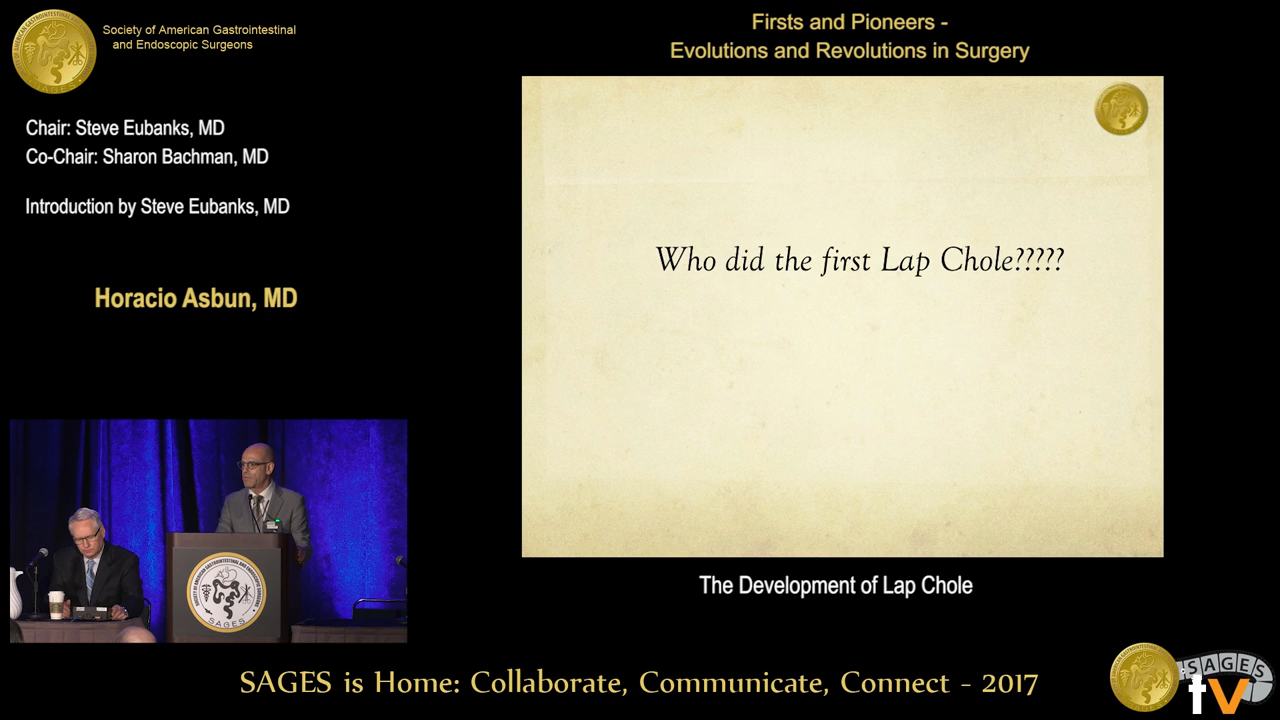 Society of American Gastrointestinal
and Endoscopic Surgeons
Chair: Steve Eubanks, MD
Co-Chair: Sharon Bachman, MD
Introduction by Steve Eubanks, MD
Horacio Asbun, MD
Firsts and Pioneers -
Evolutions and Revolutions in Surgery
Who did the first Lap Chole?????
The Development of Lap Chole
SAGES
SAGES is Home: Collaborate, Communicate, Connect - 2017
SAGES
tv